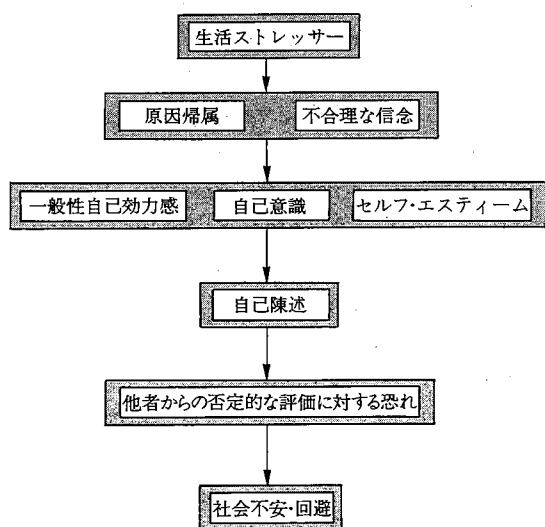 生活ストレッサー
原因帰属 不合理な信念
一般性自己効力感 自己意識 セルフ・エスティーム
自己陳述
他者からの否定的な評価に対する恐れ
社会不安・回避